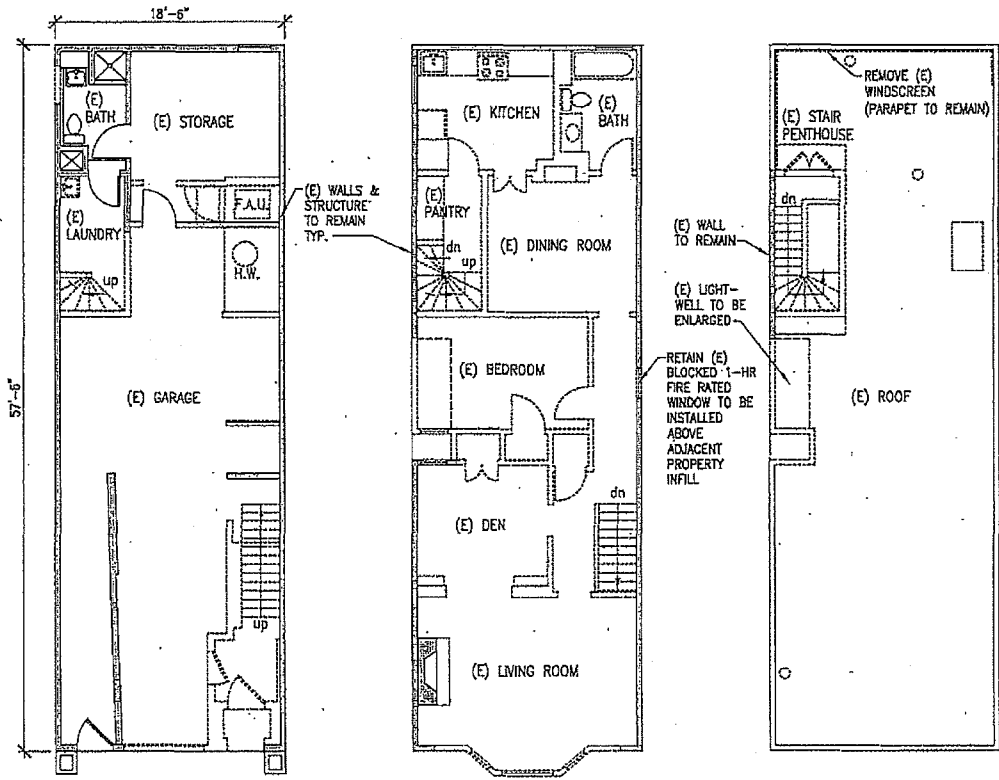 18'-6"
57'-6"
(E)
BATH
(E) STORAGE
(E)
LAUNDRY
up
F.A.U.
H.W.
(E) GARAGE
up
(E) WALLS &
STRUCTURE
TO REMAIN
TYP.
(E) KITCHEN
(E)
BATH
(E)
PANTRY
dn
up
(E) DINING ROOM
(E) BEDROOM
(E) DEN
dn
(E) LIVING ROOM
(E) WALL
TO REMAIN
(E) LIGHT-
WELL TO BE
ENLARGED
RETAIN (E)
BLOCKED 1-HR
FIRE RATED
WINDOW TO BE
INSTALLED
ABOVE
ADJACENT
PROPERTY
INFILL
REMOVE (E)
WINDSCREEN
(PARAPET TO REMAIN)
(E) STAIR
PENTHOUSE
dn
(E) ROOF